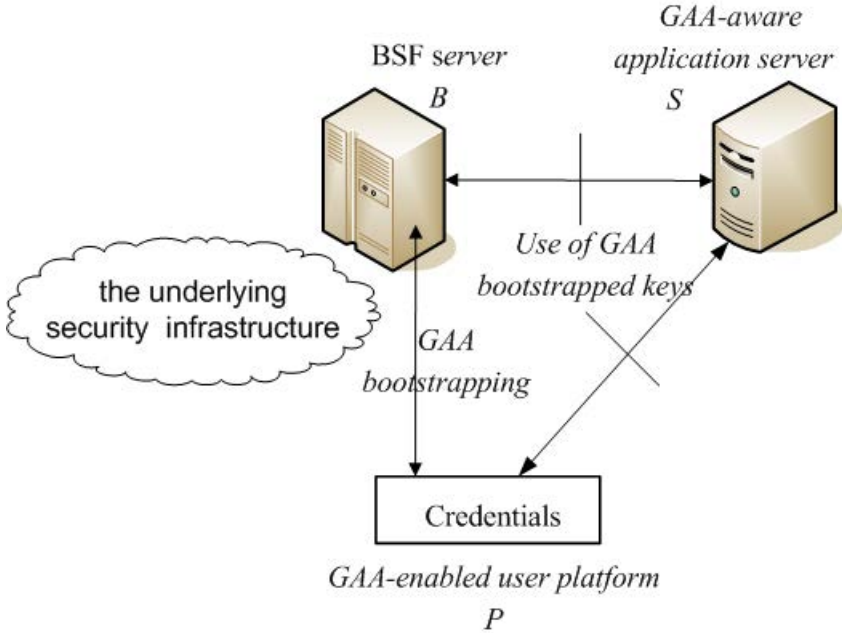 GAA-aware
application server
S
BSF server
B
Use of GAA
bootstrapped keys
the underlying
security infrastructure
GAA
bootstrapping
Credentials
GAA-enabled user platform
P